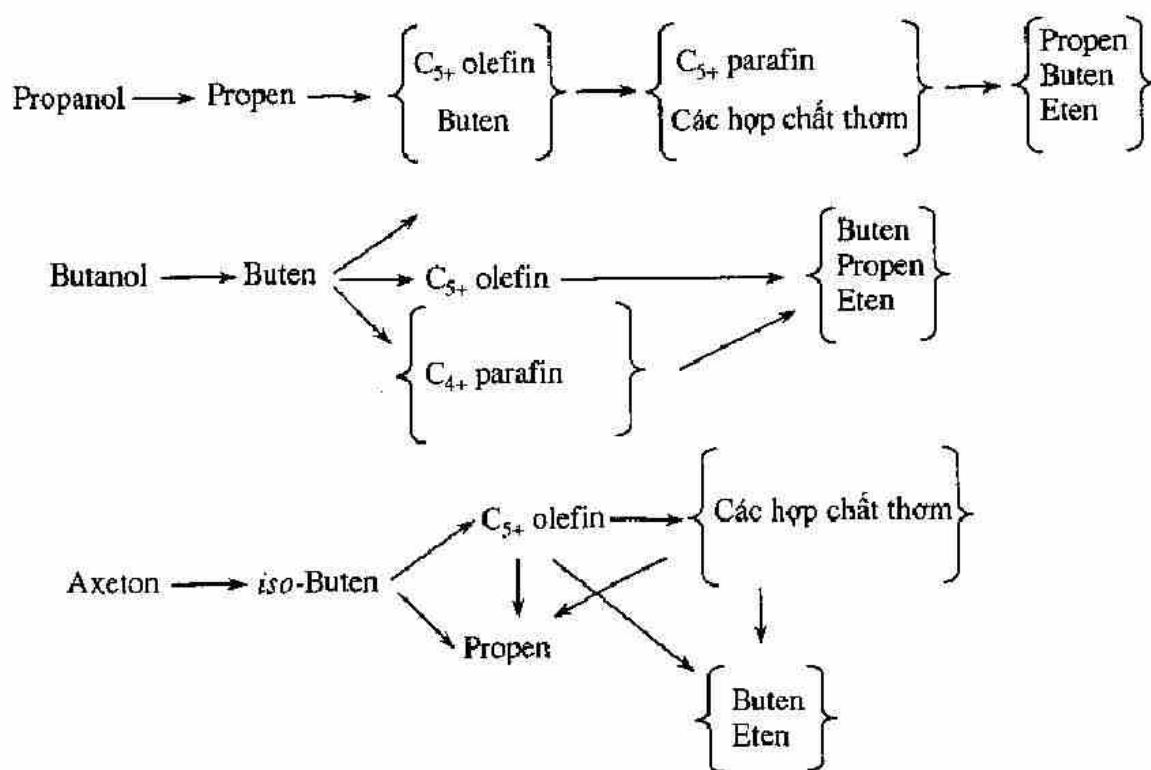 Propanol → Propen → { C₅₊ olefin Buten } → { C₅₊ parafin Các hợp chất thơm } → { Propen Buten Eten }
Butanol → Buten → C₅₊ olefin → { Buten Propen Eten }
{ C₄₊ parafin }
Axeton → iso-Buten → C₅₊ olefin → { Các hợp chất thơm }
Propen
{ Buten Eten }